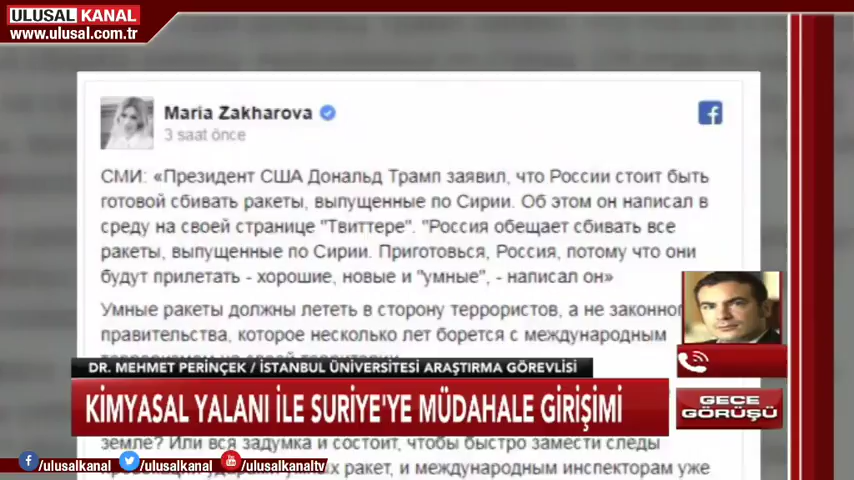 ULUSAL KANAL
www.ulusal.com.tr
Maria Zakharova
3 saat önce
СМИ: «Президент США Дональд Трамп заявил, что России стоит быть
готовой сбивать ракеты, выпущенные по Сирии. Об этом он написал в
среду на своей странице "Твиттере". "Россия обещает сбивать все
ракеты, выпущенные по Сирии. Приготовься, Россия, потому что они
будут прилетать - хорошие, новые и "умные", - написал он»
Умные ракеты должны лететь в сторону террористов, а не законног
правительства, которое несколько лет борется с международным
DR. MEHMET PERİNÇEK / İSTANBUL ÜNİVERSİTESİ ARAŞTIRMA GÖREVLİSİ
KİMYASAL YALANI İLE SURİYE'YE MÜDAHALE GİRİŞİMİ
GECE
GÖRÜŞÜ
земле? Или вся задумка и состоит, чтобы быстро замести следы
ракет, и международным инспекторам уже
/ulusalkanal
/ulusalkanal
/ulusalkanaltv